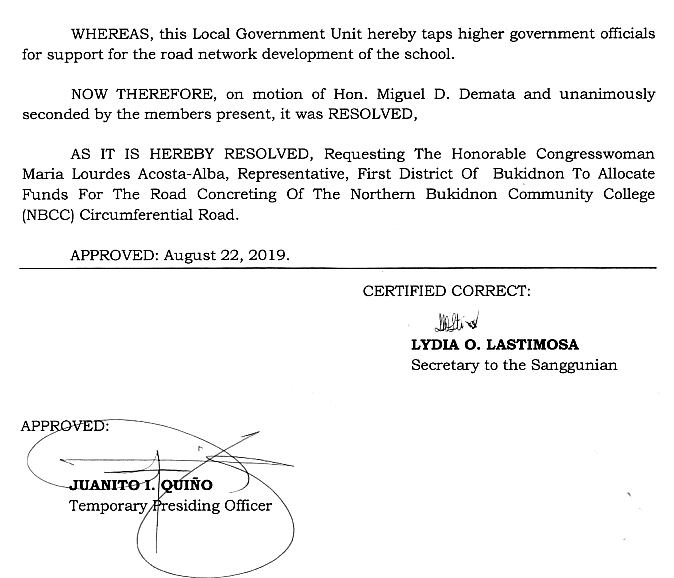 WHEREAS, this Local Government Unit hereby taps higher government officials
for support for the road network development of the school.
NOW THEREFORE, on motion of Hon. Miguel D. Demata and unanimously
seconded by the members present, it was RESOLVED,
AS IT IS HEREBY RESOLVED, Requesting The Honorable Congresswoman
Maria Lourdes Acosta-Alba, Representative, First District Of Bukidnon To Allocate
Funds For The Road Concreting Of The Northern Bukidnon Community College
(NBCC) Circumferential Road.
APPROVED: August 22, 2019.
CERTIFIED CORRECT:
LYDIA O. LASTIMOSA
Secretary to the Sanggunian
APPROVED:
JUANITO I. QUIÑO
Temporary Presiding Officer